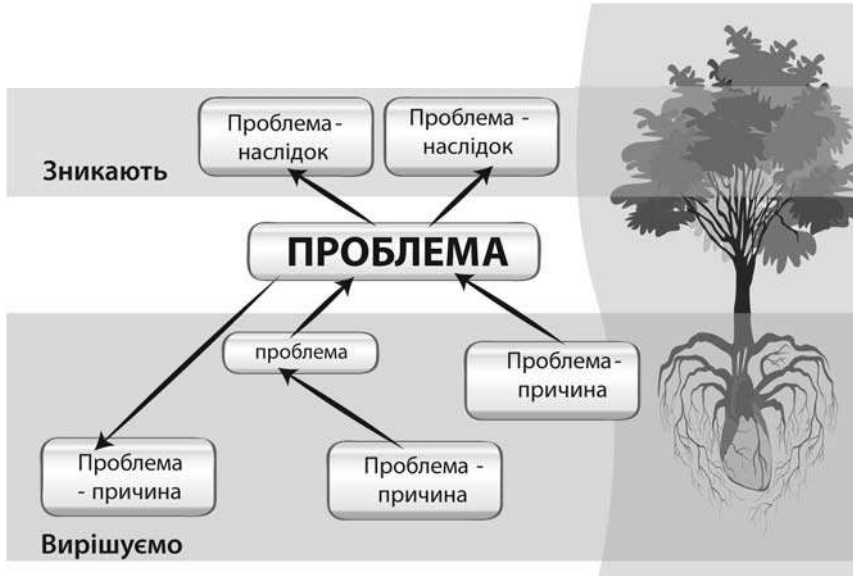 Проблема -
наслідок
Проблема -
наслідок
Зникають
ПРОБЛЕМА
проблема
Проблема-
причина
Проблема
- причина
Проблема -
причина
Вирішуємо